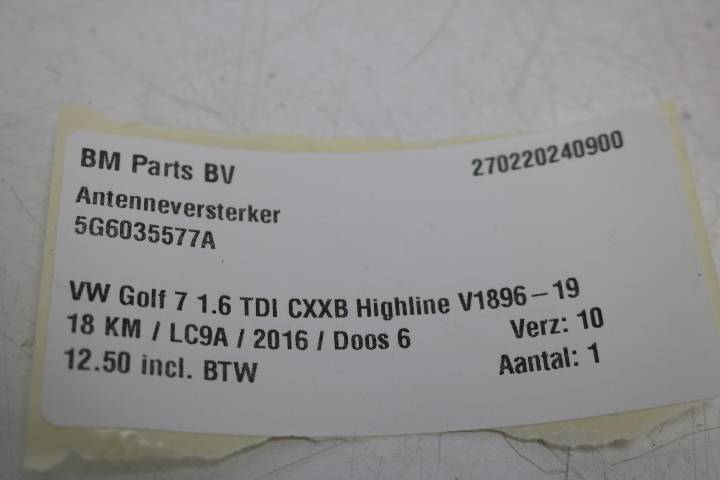 BM Parts BV 270220240900
Antenneversterker
5G6035577A
VW Golf 7 1.6 TDI CXXB Highline V1896-19
18 KM / LC9A / 2016 / Doos 6 Verz: 10
12.50 incl. BTW Aantal: 1